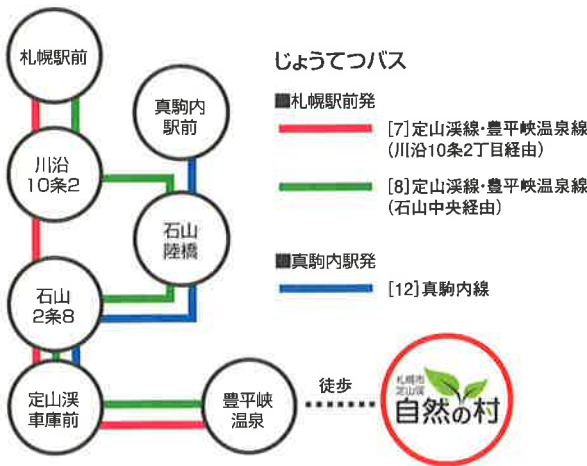 札幌駅前
真駒内
駅前
川沿
10条2
石山
陸橋
石山
2条8
定山渓
車庫前
豊平峡
温泉
徒歩
札幌市
定山渓
自然の村
じょうてつバス
■札幌駅前発
[7]定山渓線・豊平峡温泉線
(川沿10条2丁目経由)
[8]定山渓線・豊平峡温泉線
(石山中央経由)
■真駒内駅発
[12]真駒内線